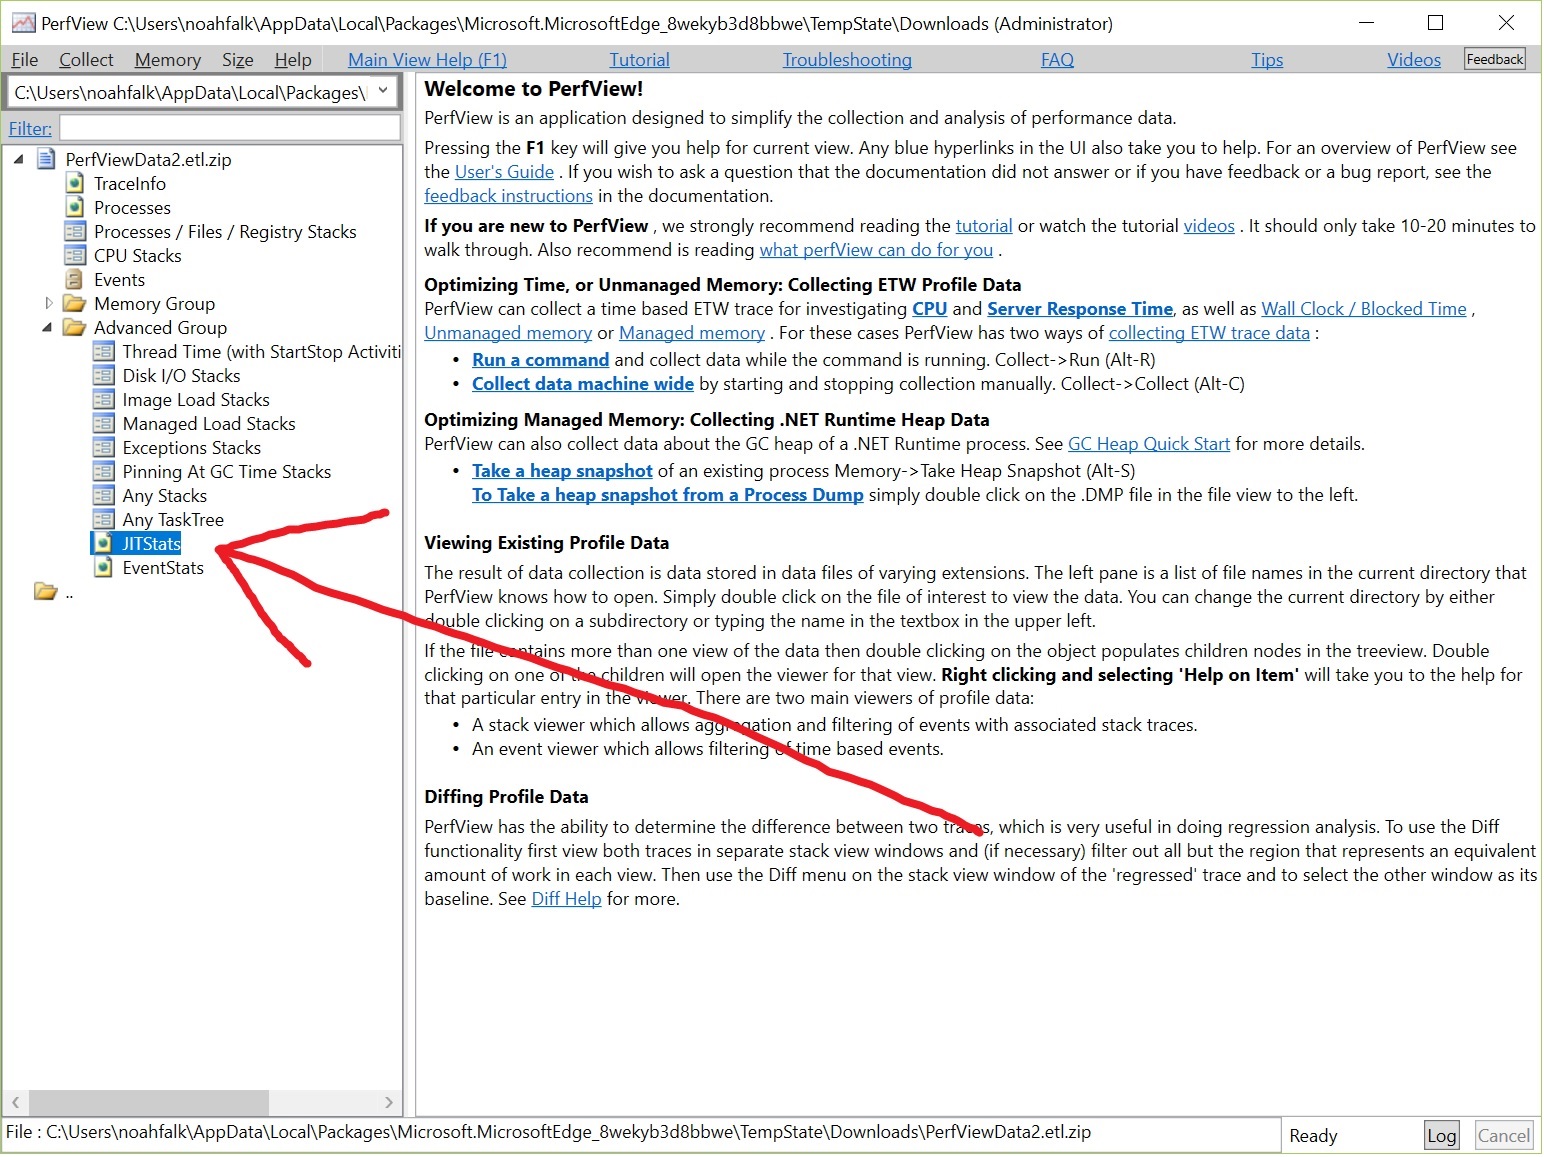 PerfView C:\Users\noahfalk\AppData\Local\Packages\Microsoft.MicrosoftEdge_8wekyb3d8bbwe\TempState\Downloads (Administrator)
File Collect Memory Size Help Main View Help (F1) Tutorial Troubleshooting FAQ Tips Videos Feedback
C:\Users\noahfalk\AppData\Local\Packages\
Filter:
PerfViewData2.etl.zip
TraceInfo
Processes
Processes / Files / Registry Stacks
CPU Stacks
Events
Memory Group
Advanced Group
Thread Time (with StartStop Activiti
Disk I/O Stacks
Image Load Stacks
Managed Load Stacks
Exceptions Stacks
Pinning At GC Time Stacks
Any Stacks
Any TaskTree
JITStats
EventStats
..
Welcome to PerfView!
PerfView is an application designed to simplify the collection and analysis of performance data.
Pressing the F1 key will give you help for current view. Any blue hyperlinks in the UI also take you to help. For an overview of PerfView see
the User's Guide . If you wish to ask a question that the documentation did not answer or if you have feedback or a bug report, see the
feedback instructions in the documentation.
If you are new to PerfView , we strongly recommend reading the tutorial or watch the tutorial videos . It should only take 10-20 minutes to
walk through. Also recommend is reading what perfView can do for you .
Optimizing Time, or Unmanaged Memory: Collecting ETW Profile Data
PerfView can collect a time based ETW trace for investigating CPU and Server Response Time, as well as Wall Clock / Blocked Time ,
Unmanaged memory or Managed memory . For these cases PerfView has two ways of collecting ETW trace data :
• Run a command and collect data while the command is running. Collect->Run (Alt-R)
• Collect data machine wide by starting and stopping collection manually. Collect->Collect (Alt-C)
Optimizing Managed Memory: Collecting .NET Runtime Heap Data
PerfView can also collect data about the GC heap of a .NET Runtime process. See GC Heap Quick Start for more details.
• Take a heap snapshot of an existing process Memory->Take Heap Snapshot (Alt-S)
To Take a heap snapshot from a Process Dump simply double click on the .DMP file in the file view to the left.
Viewing Existing Profile Data
The result of data collection is data stored in data files of varying extensions. The left pane is a list of file names in the current directory that
PerfView knows how to open. Simply double click on the file of interest to view the data. You can change the current directory by either
double clicking on a subdirectory or typing the name in the textbox in the upper left.
If the file contains more than one view of the data then double clicking on the object populates children nodes in the treeview. Double
clicking on one of the children will open the viewer for that view. Right clicking and selecting 'Help on Item' will take you to the help for
that particular entry in the viewer. There are two main viewers of profile data:
• A stack viewer which allows aggregation and filtering of events with associated stack traces.
• An event viewer which allows filtering of time based events.
Diffing Profile Data
PerfView has the ability to determine the difference between two traces, which is very useful in doing regression analysis. To use the Diff
functionality first view both traces in separate stack view windows and (if necessary) filter out all but the region that represents an equivalent
amount of work in each view. Then use the Diff menu on the stack view window of the 'regressed' trace and to select the other window as its
baseline. See Diff Help for more.
File : C:\Users\noahfalk\AppData\Local\Packages\Microsoft.MicrosoftEdge_8wekyb3d8bbwe\TempState\Downloads\PerfViewData2.etl.zip
Ready Log Cancel